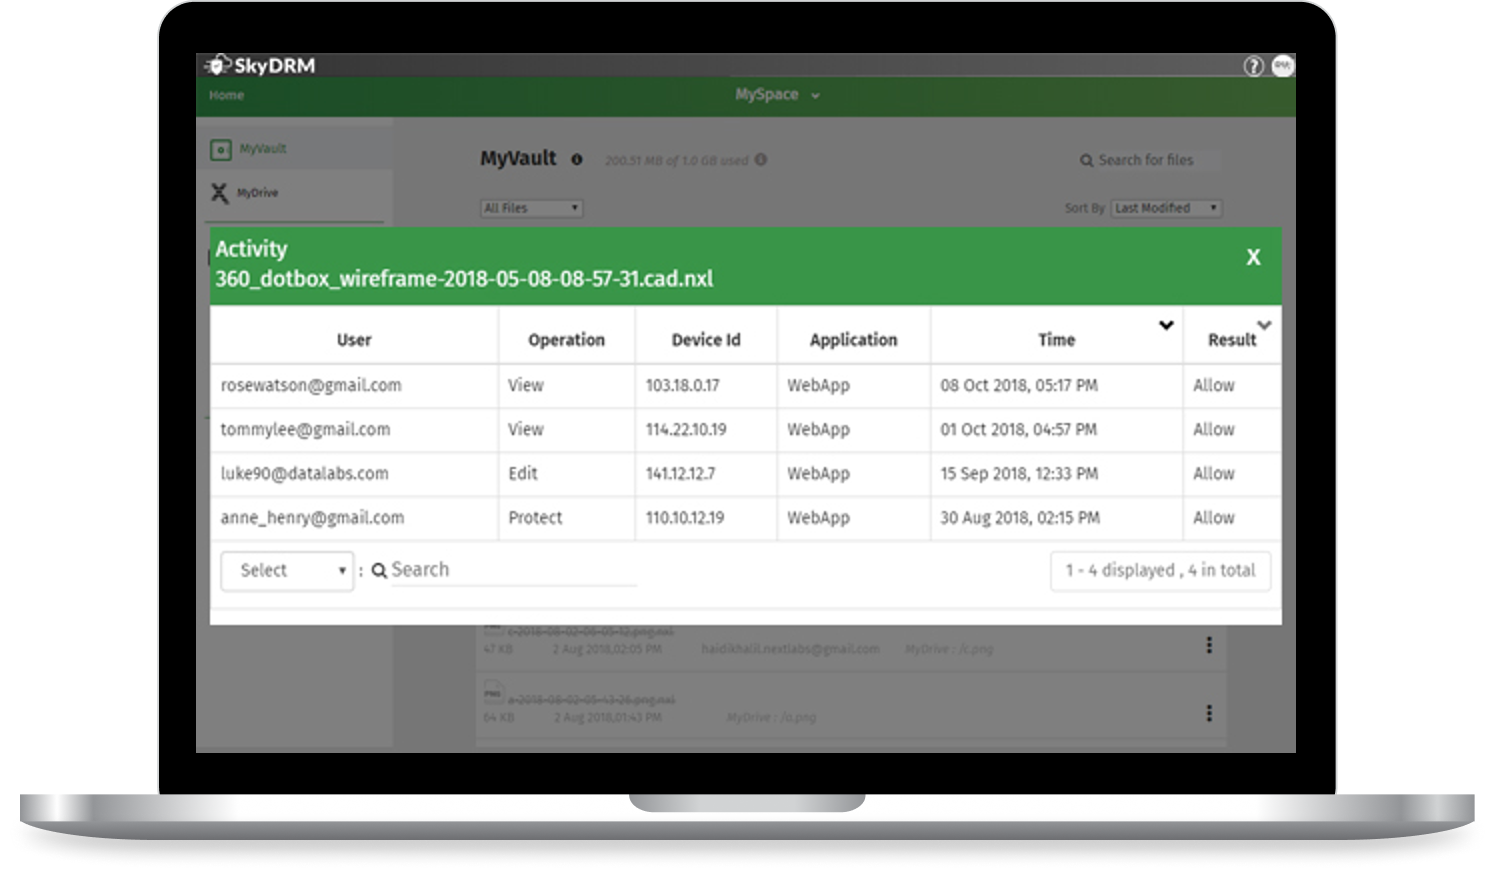 SkyDRM
?
Home
MySpace
MyVault
MyVault 200.51 MB of 1.0 GB used
Search for files
MyDrive
All Files
Sort By Last Modified
Activity
X
360_dotbox_wireframe-2018-05-08-08-57-31.cad.nxl
User Operation Device Id Application Time Result
rosewatson@gmail.com View 103.18.0.17 WebApp 08 Oct 2018, 05:17 PM Allow
tommylee@gmail.com View 114.22.10.19 WebApp 01 Oct 2018, 04:57 PM Allow
luke90@datalabs.com Edit 141.12.12.7 WebApp 15 Sep 2018, 12:33 PM Allow
anne_henry@gmail.com Protect 110.10.12.19 WebApp 30 Aug 2018, 02:15 PM Allow
Select : Search 1 - 4 displayed , 4 in total
c-2018-08-02-06-05-12.png.nxl
47 KB 2 Aug 2018,02:05 PM haidikhalil.nextlabs@gmail.com MyDrive : /c.png
PNG a-2018-08-02-05-43-26.png.nxl
64 KB 2 Aug 2018,01:43 PM MyDrive : /a.png